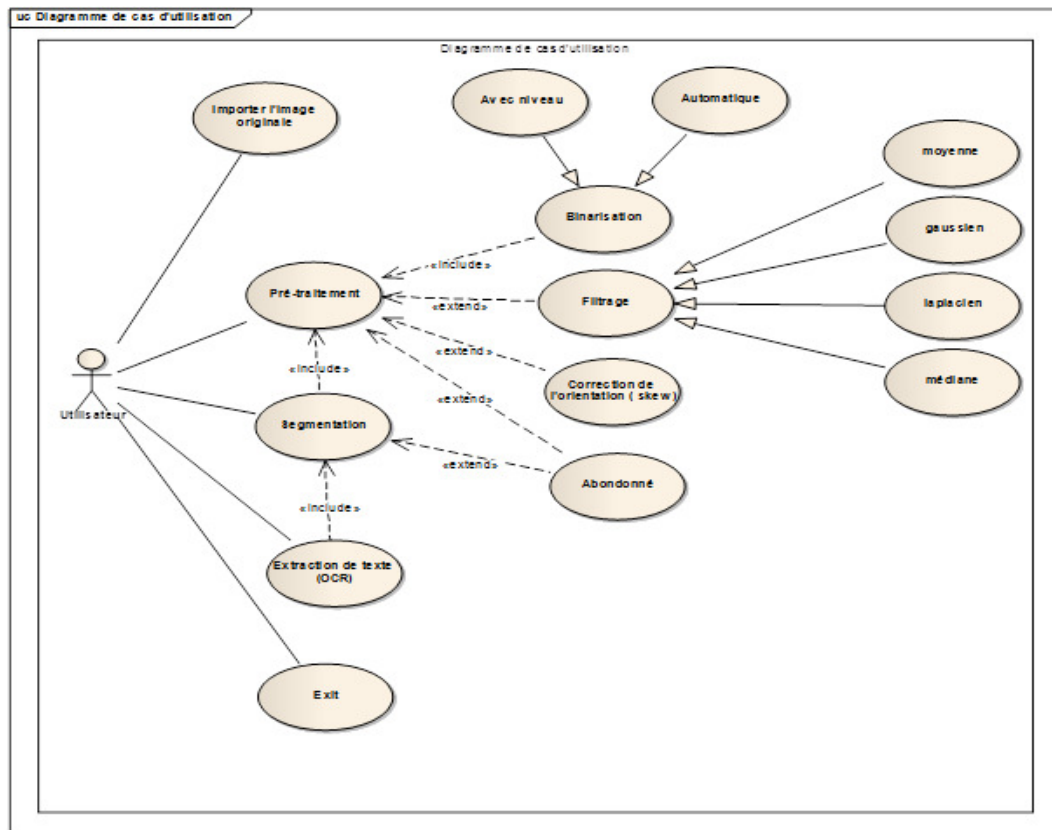 uc Diagramme de cas d'utilisation
Diagramme de cas d'utilisation
Importer l'image
originale
Avec niveau
Automatique
moyenne
Binarisation
gaussien
«include»
Pré-traitement
Filtrage
laplacien
«extend»
«extend»
médiane
«include»
Correction de
l'orientation ( skew )
Utilisateur
«extend»
Segmentation
«extend»
Abondonné
«include»
Extraction de texte
(OCR)
Exit